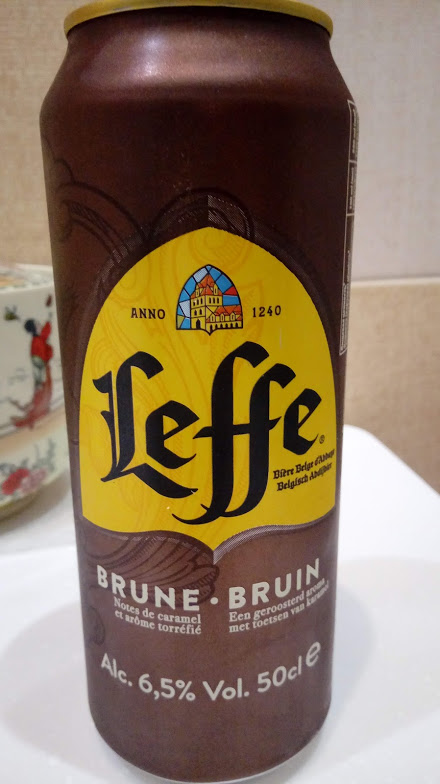 ANNO 1240
Leffe
Bière Belge d'Abbaye
Belgisch Abdijbier
BRUNE · BRUIN
Notes de caramel
et arôme torréfié
Een geroosterd aroma
met toetsen van karamel
Alc. 6,5% Vol. 50cl e